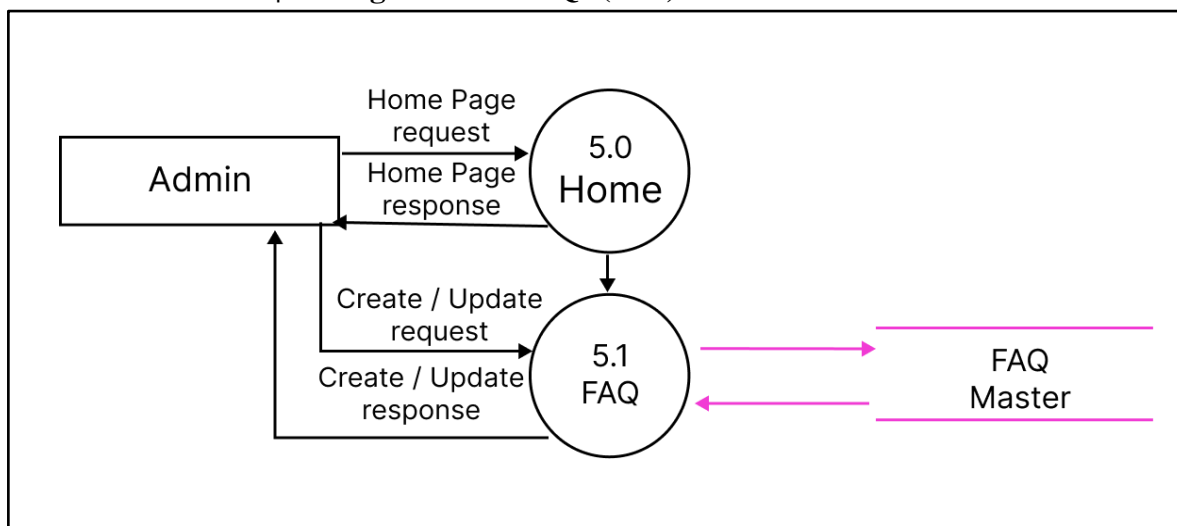 Admin
Home Page
request
Home Page
response
5.0
Home
Create / Update
request
Create / Update
response
5.1
FAQ
FAQ
Master